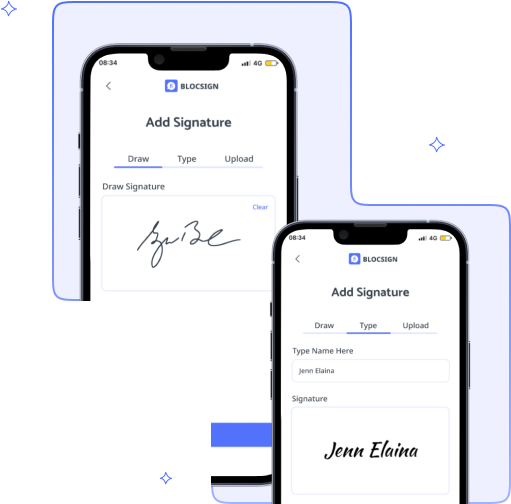 08:34
4G
BLOCSIGN
Add Signature
Draw Type Upload
Draw Signature
Clear
08:34
4G
BLOCSIGN
Add Signature
Draw Type Upload
Type Name Here
Jenn Elaina
Signature
Jenn Elaina